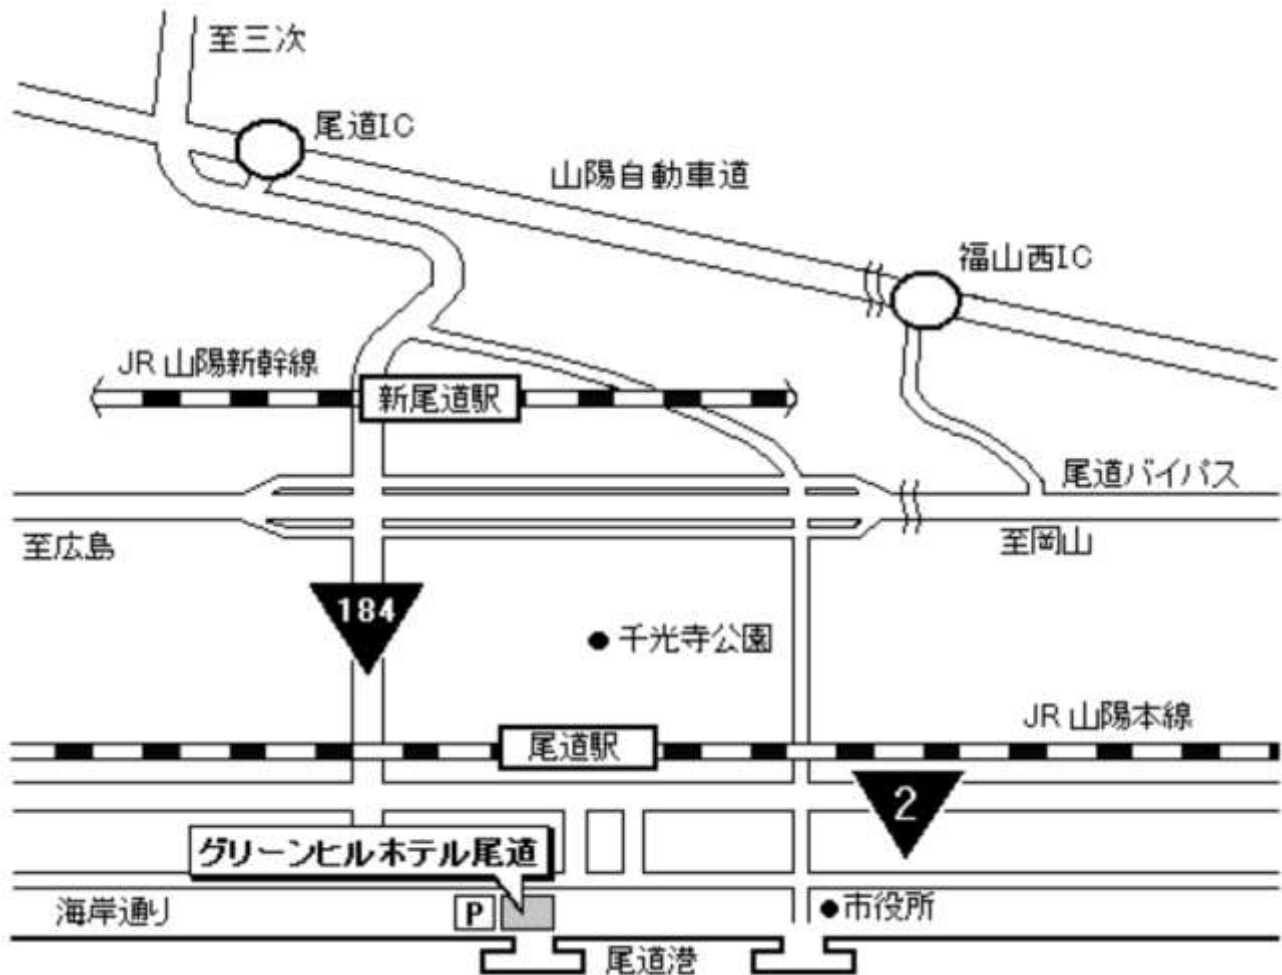 至三次
尾道IC
山陽自動車道
福山西IC
JR 山陽新幹線
新尾道駅
尾道バイパス
至広島
至岡山
184
千光寺公園
JR 山陽本線
尾道駅
2
グリーンヒルホテル尾道
海岸通り
P
市役所
尾道港